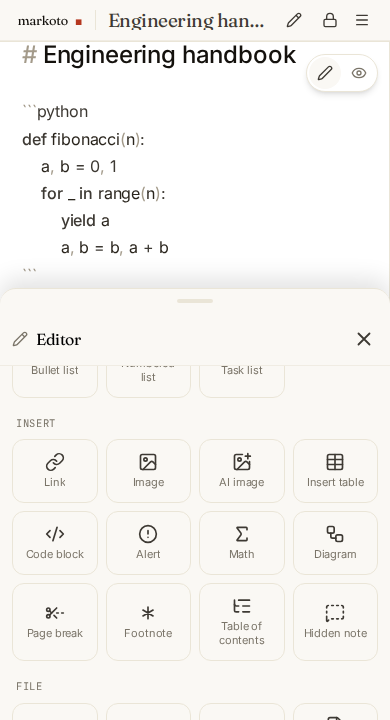 markoto
Engineering han...
# Engineering handbook
```python
def fibonacci(n):
a, b = 0, 1
for _ in range(n):
yield a
a, b = b, a + b
```
Editor
Bullet list
Numbered
list
Task list
INSERT
Link
Image
AI image
Insert table
Code block
Alert
Math
Diagram
Page break
Footnote
Table of
contents
Hidden note
FILE